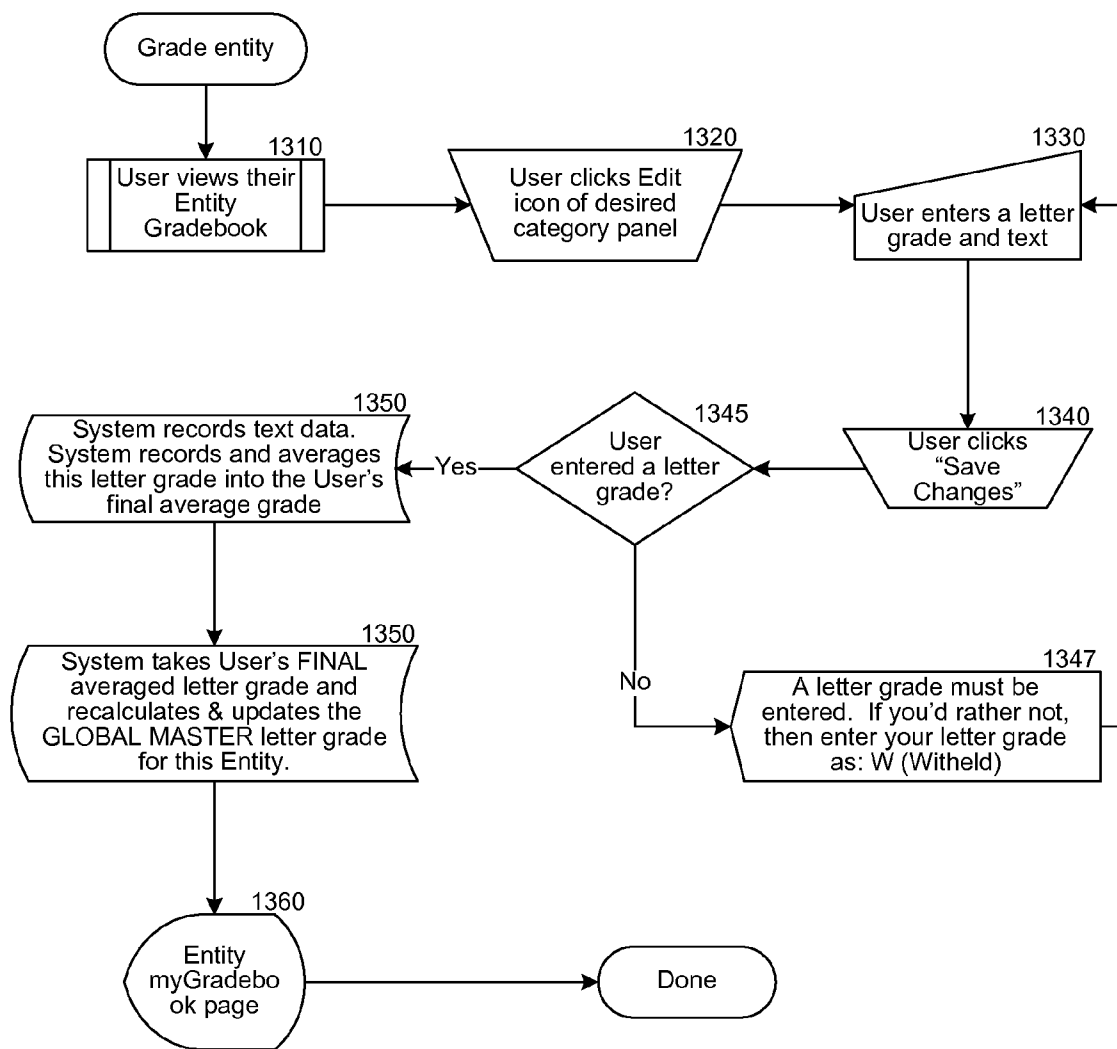 Grade entity
1310
User views their
Entity
Gradebook
1320
User clicks Edit
icon of desired
category panel
1330
User enters a letter
grade and text
1340
User clicks
“Save
Changes”
1345
User
entered a letter
grade?
Yes
No
1350
System records text data.
System records and averages
this letter grade into the User’s
final average grade
1347
A letter grade must be
entered.  If you’d rather not,
then enter your letter grade
as: W (Witheld)
1350
System takes User’s FINAL
averaged letter grade and
recalculates & updates the
GLOBAL MASTER letter grade
for this Entity.
1360
Entity
myGradebo
ok page
Done